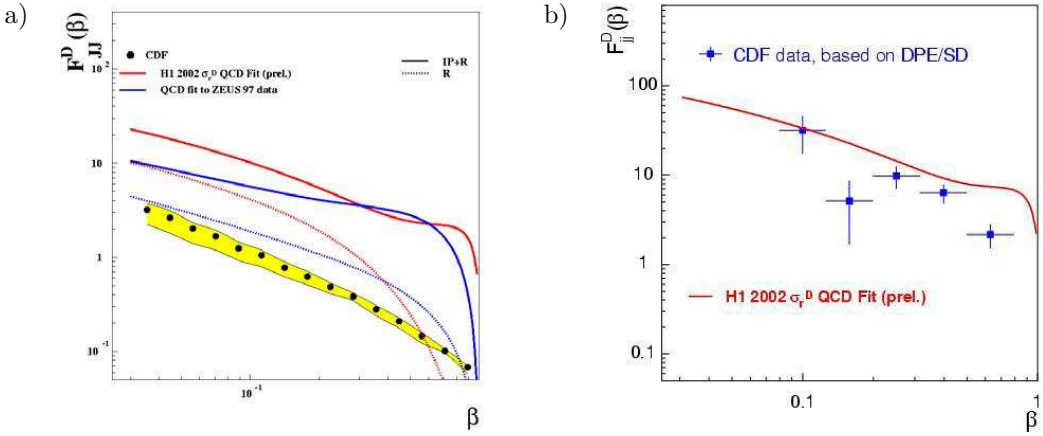 a)
F_JJ^D(β)
10^2
10
1
10^-1
CDF
H1 2002 σ_r^D QCD Fit (prel.)
QCD fit to ZEUS 97 data
IP+R
R
10^-1
β
b)
F_jj^D(β)
100
10
1
0.1
CDF data, based on DPE/SD
H1 2002 σ_r^D QCD Fit (prel.)
0.1
1
β